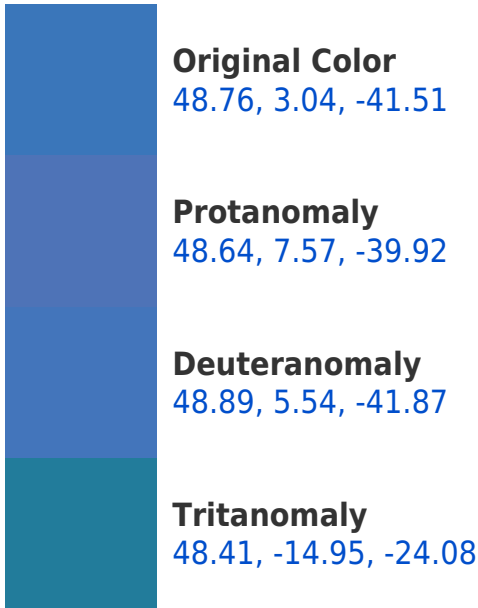 Original Color
48.76, 3.04, -41.51
Protanomaly
48.64, 7.57, -39.92
Deuteranomaly
48.89, 5.54, -41.87
Tritanomaly
48.41, -14.95, -24.08